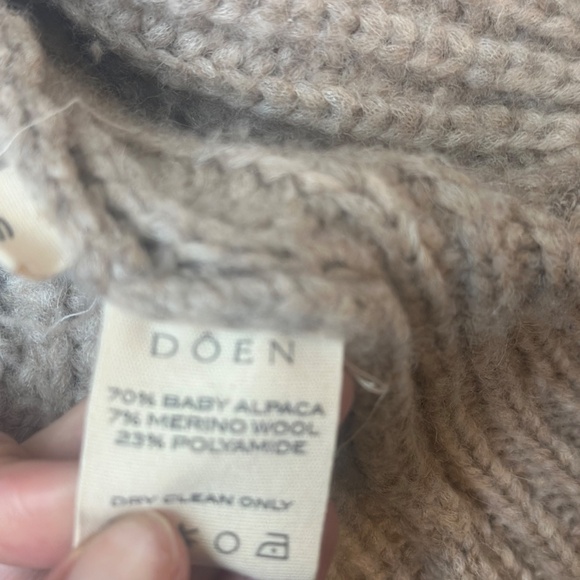 DÔEN
70% BABY ALPACA
7% MERINO WOOL
23% POLYAMIDE
DRY CLEAN ONLY